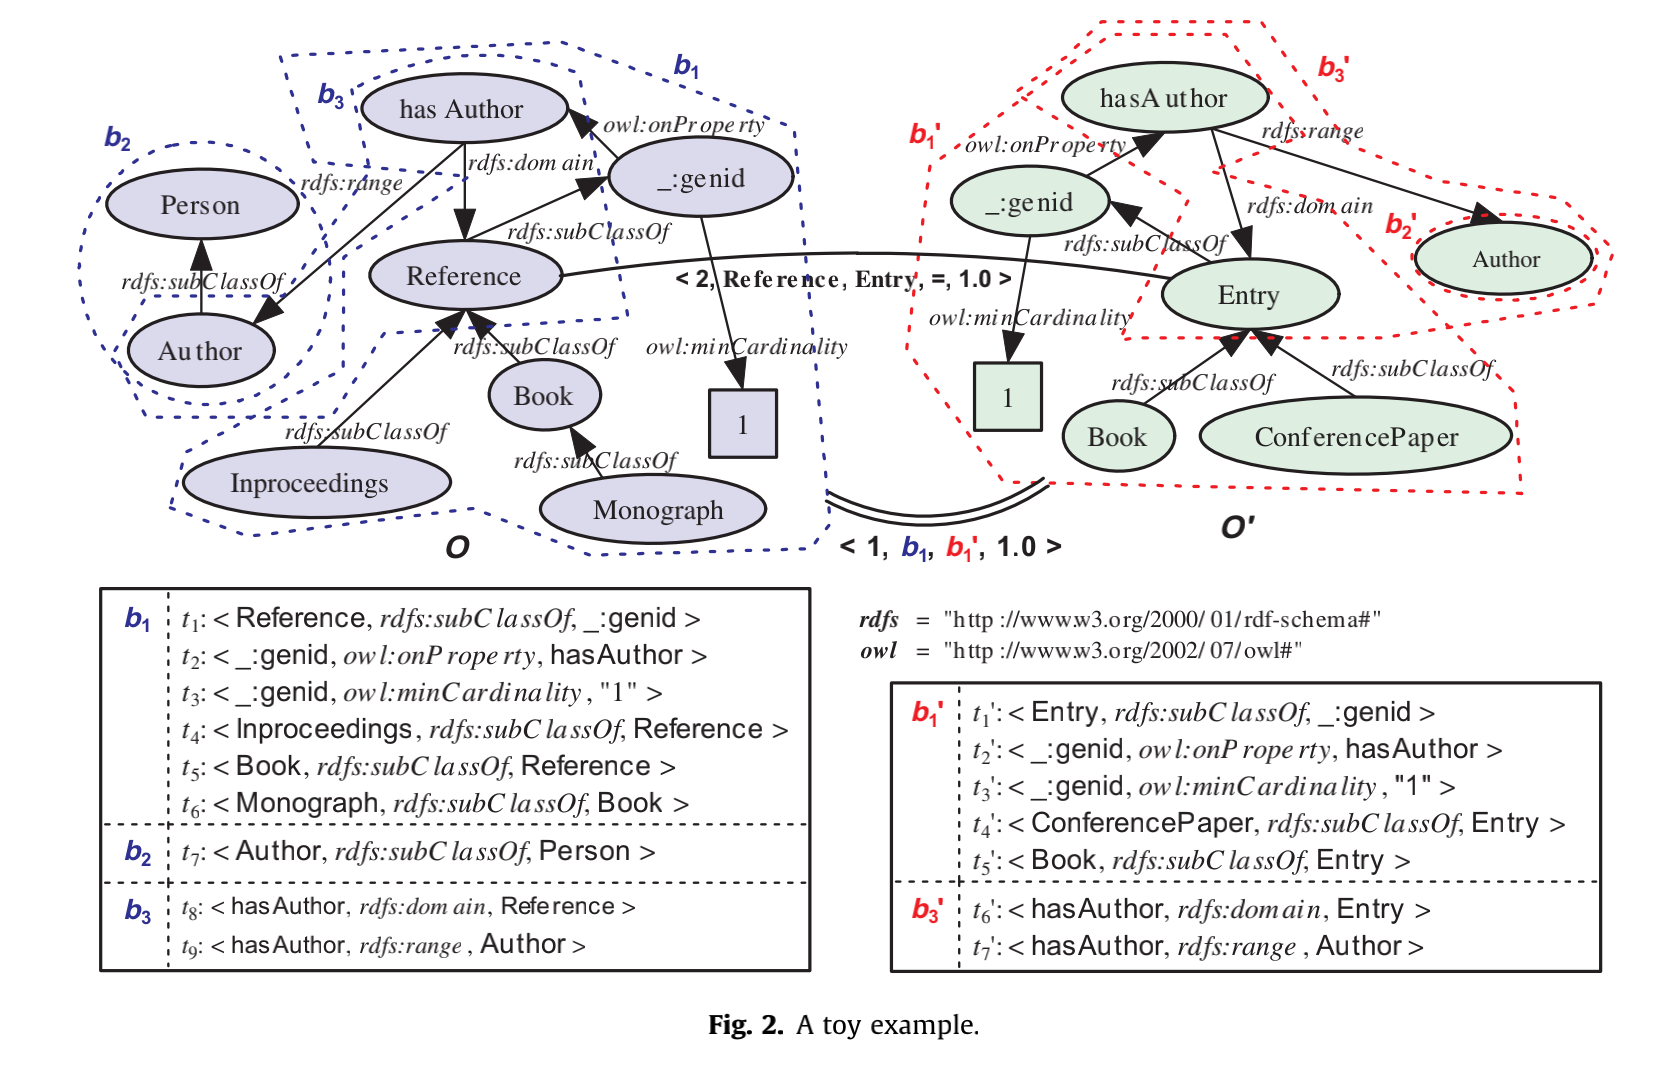 b1
b3'
b3
has Author
hasAuthor
owl:onProperty
rdfs:range
b1'
b2
owl:onProperty
rdfs:domain
_:genid
rdfs:range
Person
_:genid
rdfs:domain
b2'
rdfs:subClassOf
rdfs:subClassOf
Author
Reference
< 2, Reference, Entry, =, 1.0 >
rdfs:subClassOf
Entry
owl:minCardinality
Author
rdfs:subClassOf
owl:minCardinality
rdfs:subClassOf
rdfs:subClassOf
Book
1
1
rdfs:subClassOf
Book
ConferencePaper
rdfs:subClassOf
Inproceedings
Monograph
O
< 1, b1, b1', 1.0 >
O'
b1
t1: < Reference, rdfs:subClassOf, _:genid >
t2: < _:genid, owl:onProperty, hasAuthor >
t3: < _:genid, owl:minCardinality, "1" >
t4: < Inproceedings, rdfs:subClassOf, Reference >
t5: < Book, rdfs:subClassOf, Reference >
t6: < Monograph, rdfs:subClassOf, Book >
b2
t7: < Author, rdfs:subClassOf, Person >
b3
t8: < hasAuthor, rdfs:domain, Reference >
t9: < hasAuthor, rdfs:range, Author >
rdfs = "http://www.w3.org/2000/01/rdf-schema#"
owl = "http://www.w3.org/2002/07/owl#"
b1'
t1': < Entry, rdfs:subClassOf, _:genid >
t2': < _:genid, owl:onProperty, hasAuthor >
t3': < _:genid, owl:minCardinality, "1" >
t4': < ConferencePaper, rdfs:subClassOf, Entry >
t5': < Book, rdfs:subClassOf, Entry >
b3'
t6': < hasAuthor, rdfs:domain, Entry >
t7': < hasAuthor, rdfs:range, Author >
Fig. 2. A toy example.